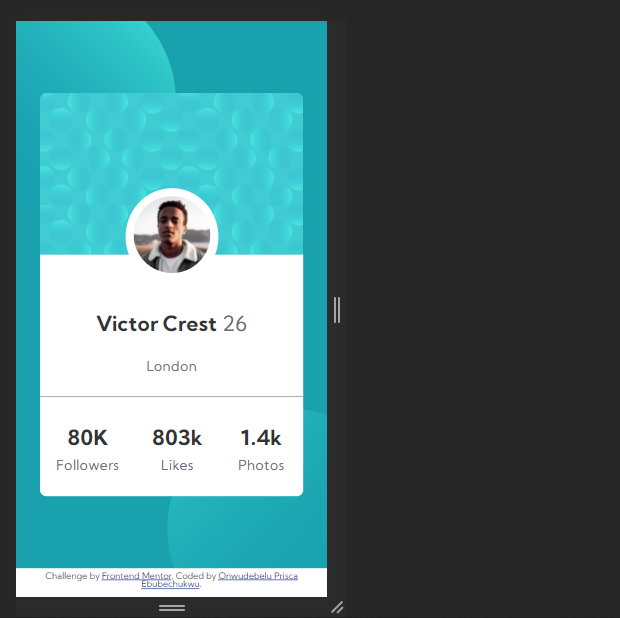 Victor Crest 26
London
80K 803k 1.4k
Followers Likes Photos
Challenge by Frontend Mentor. Coded by Onwudebelu Prisca
Ebubechukwu.